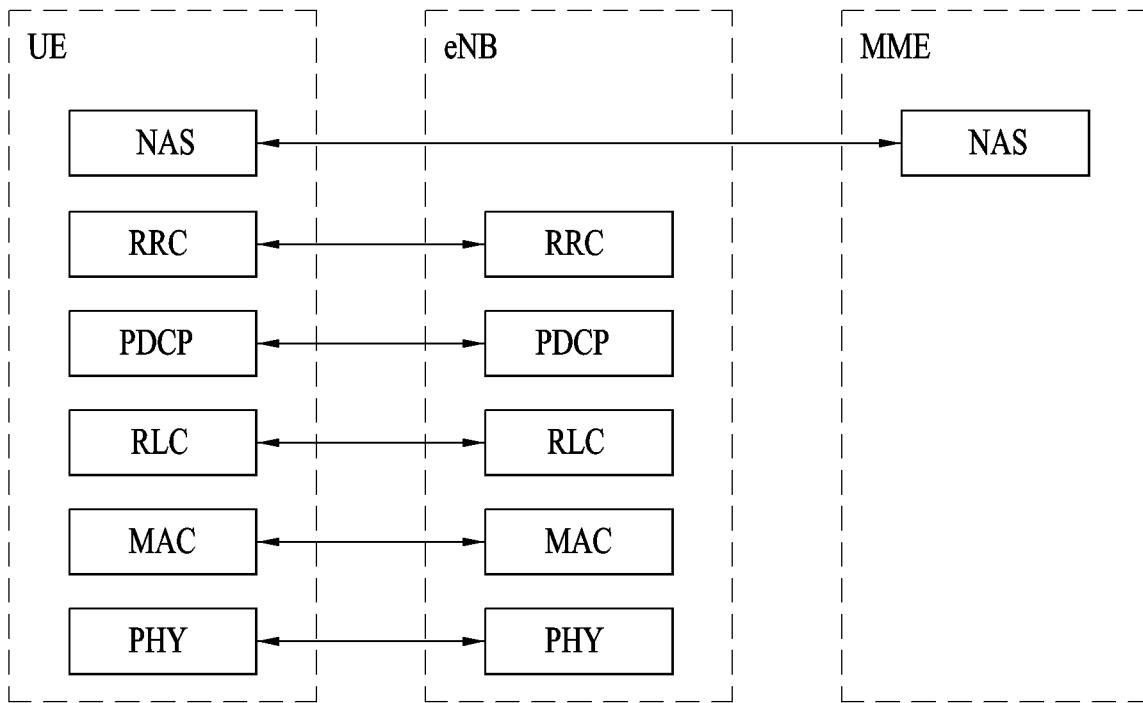 UE
eNB
MME
NAS
NAS
RRC
RRC
PDCP
PDCP
RLC
RLC
MAC
MAC
PHY
PHY